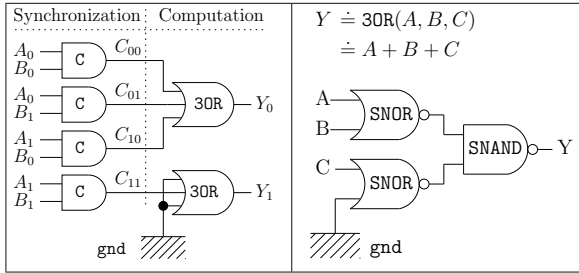 Synchronization Computation
A₀
B₀
C
C₀₀
A₀
B₁
C
C₀₁
3OR
Y₀
A₁
B₀
C
C₁₀
A₁
B₁
C
C₁₁
3OR
Y₁
gnd
Y ≐ 3OR(A, B, C)
≐ A + B + C
A
B
SNOR
SNAND
Y
C
SNOR
gnd